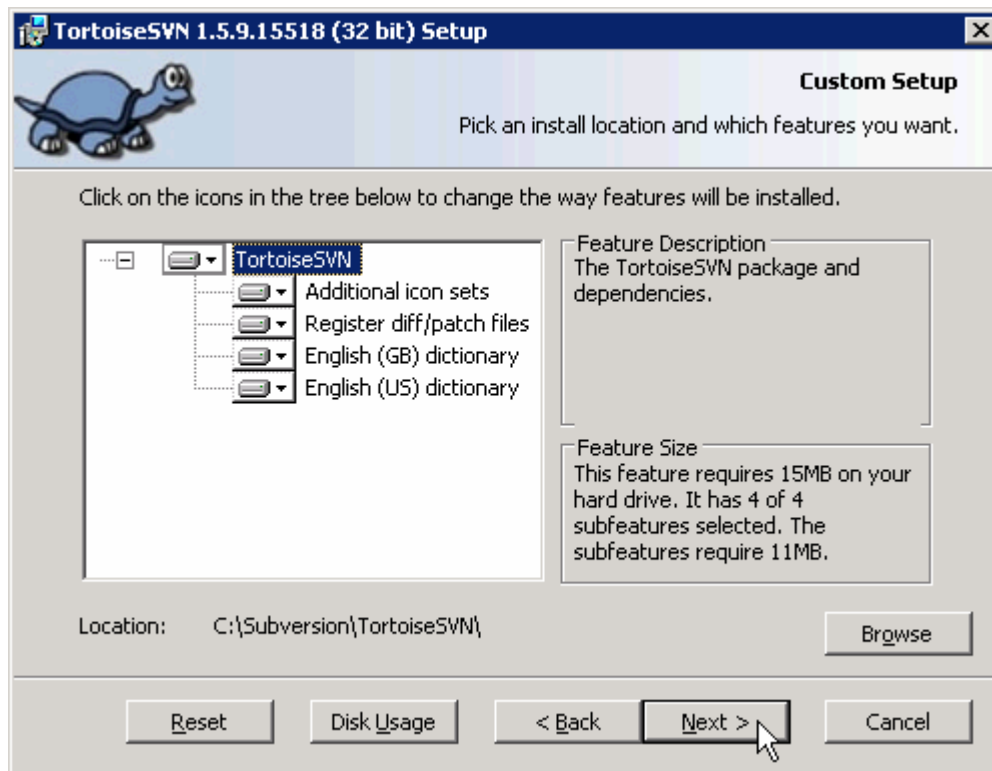 TortoiseSVN 1.5.9.15518 (32 bit) Setup
Custom Setup
Pick an install location and which features you want.
Click on the icons in the tree below to change the way features will be installed.
TortoiseSVN
Additional icon sets
Register diff/patch files
English (GB) dictionary
English (US) dictionary
Feature Description
The TortoiseSVN package and
dependencies.
Feature Size
This feature requires 15MB on your
hard drive. It has 4 of 4
subfeatures selected. The
subfeatures require 11MB.
Location: C:\Subversion\TortoiseSVN\
Browse
Reset Disk Usage < Back Next > Cancel